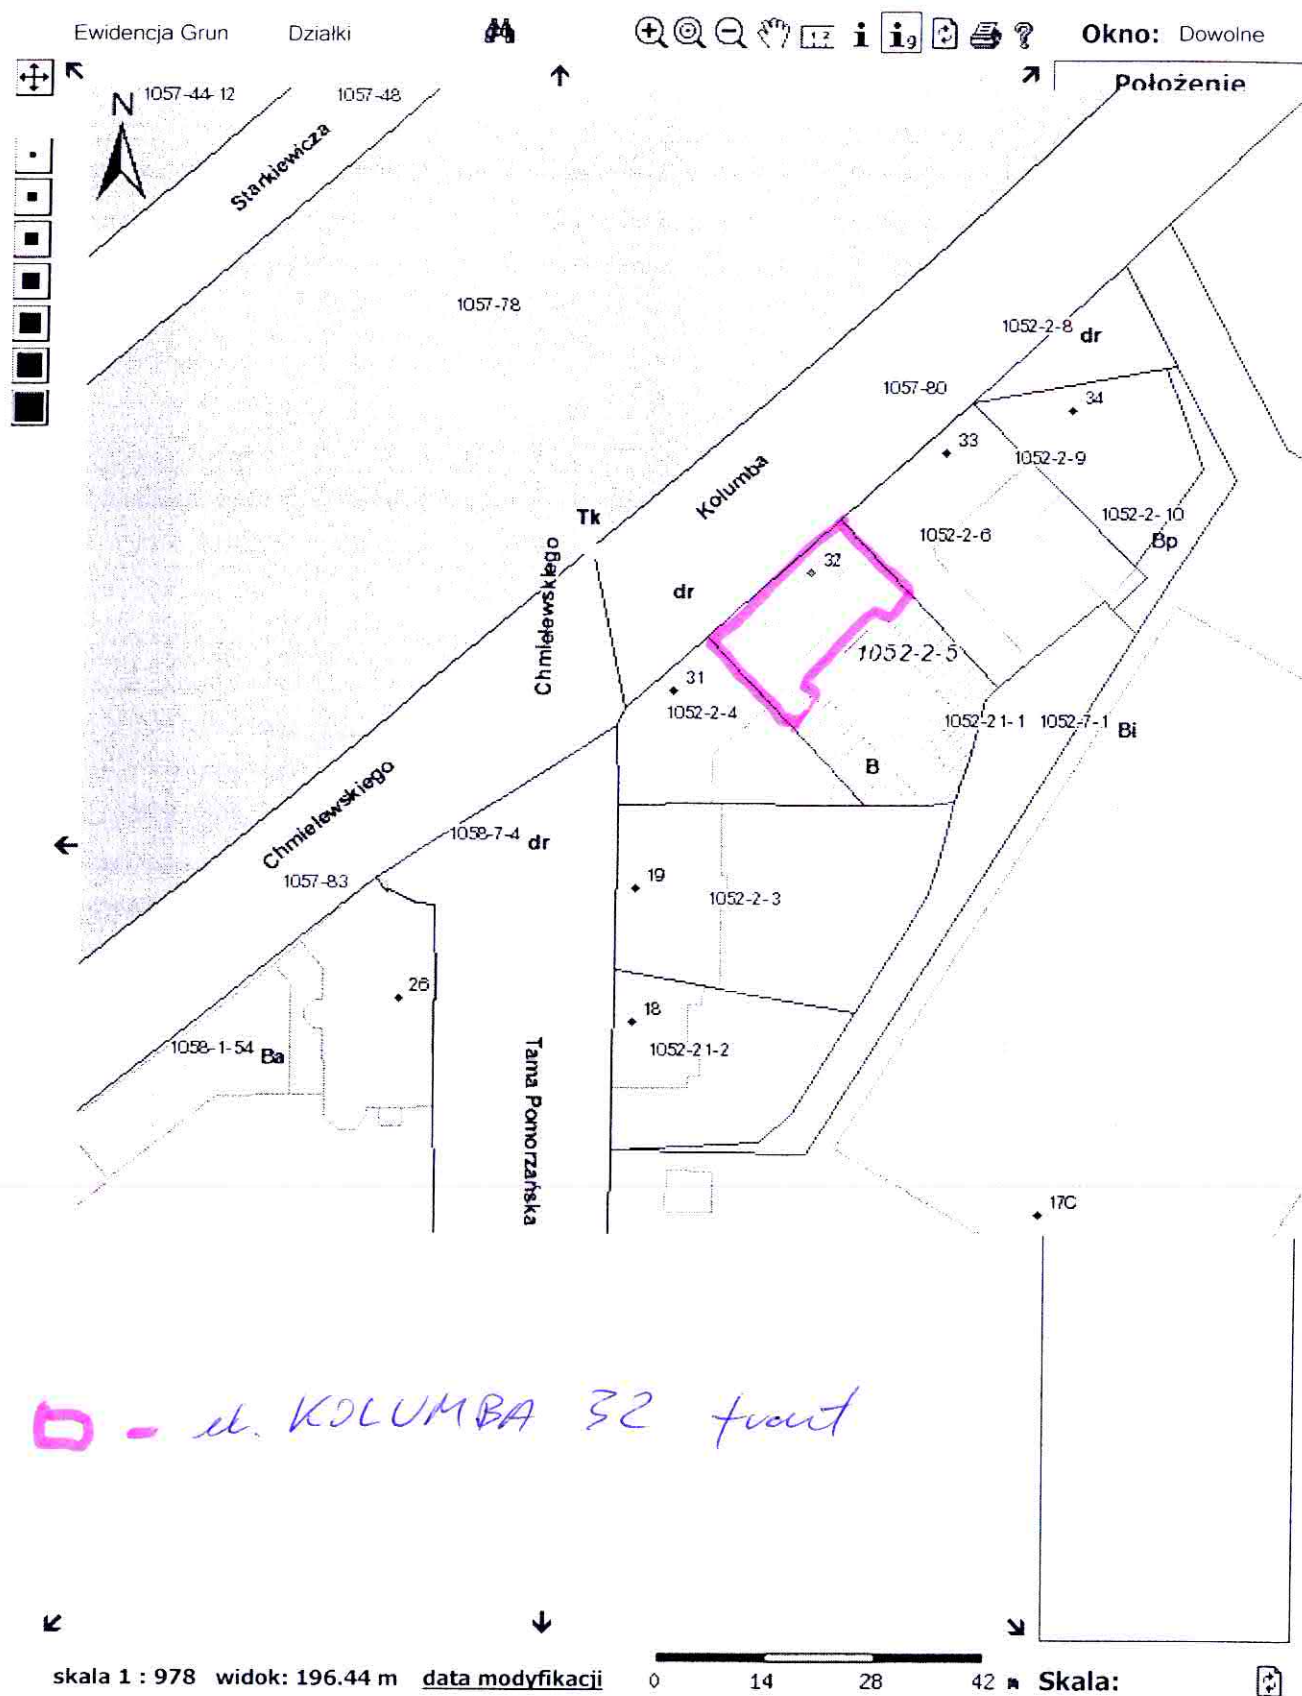 Ewidencja Grun Działki Okno: Dowolne
Położenie
N
1057-44-12
1057-48
Starkiewicza
1057-78
1052-2-8 dr
1057-80
34
33
1052-2-9
Kolumba
Tk
1052-2-10
Bp
1052-2-6
32
Chmielewskiego
dr
1052-2-5
31
1052-2-4
1052-21-1 1052-7-1 Bi
B
Chmielewskiego
1058-7-4 dr
1057-83
19
1052-2-3
26
18
1058-1-54 Ba
1052-21-2
Tama Pomorzańska
17C
- ul. KOLUMBA 32 front
skala 1 : 978 widok: 196.44 m data modyfikacji 0 14 28 42 m Skala: